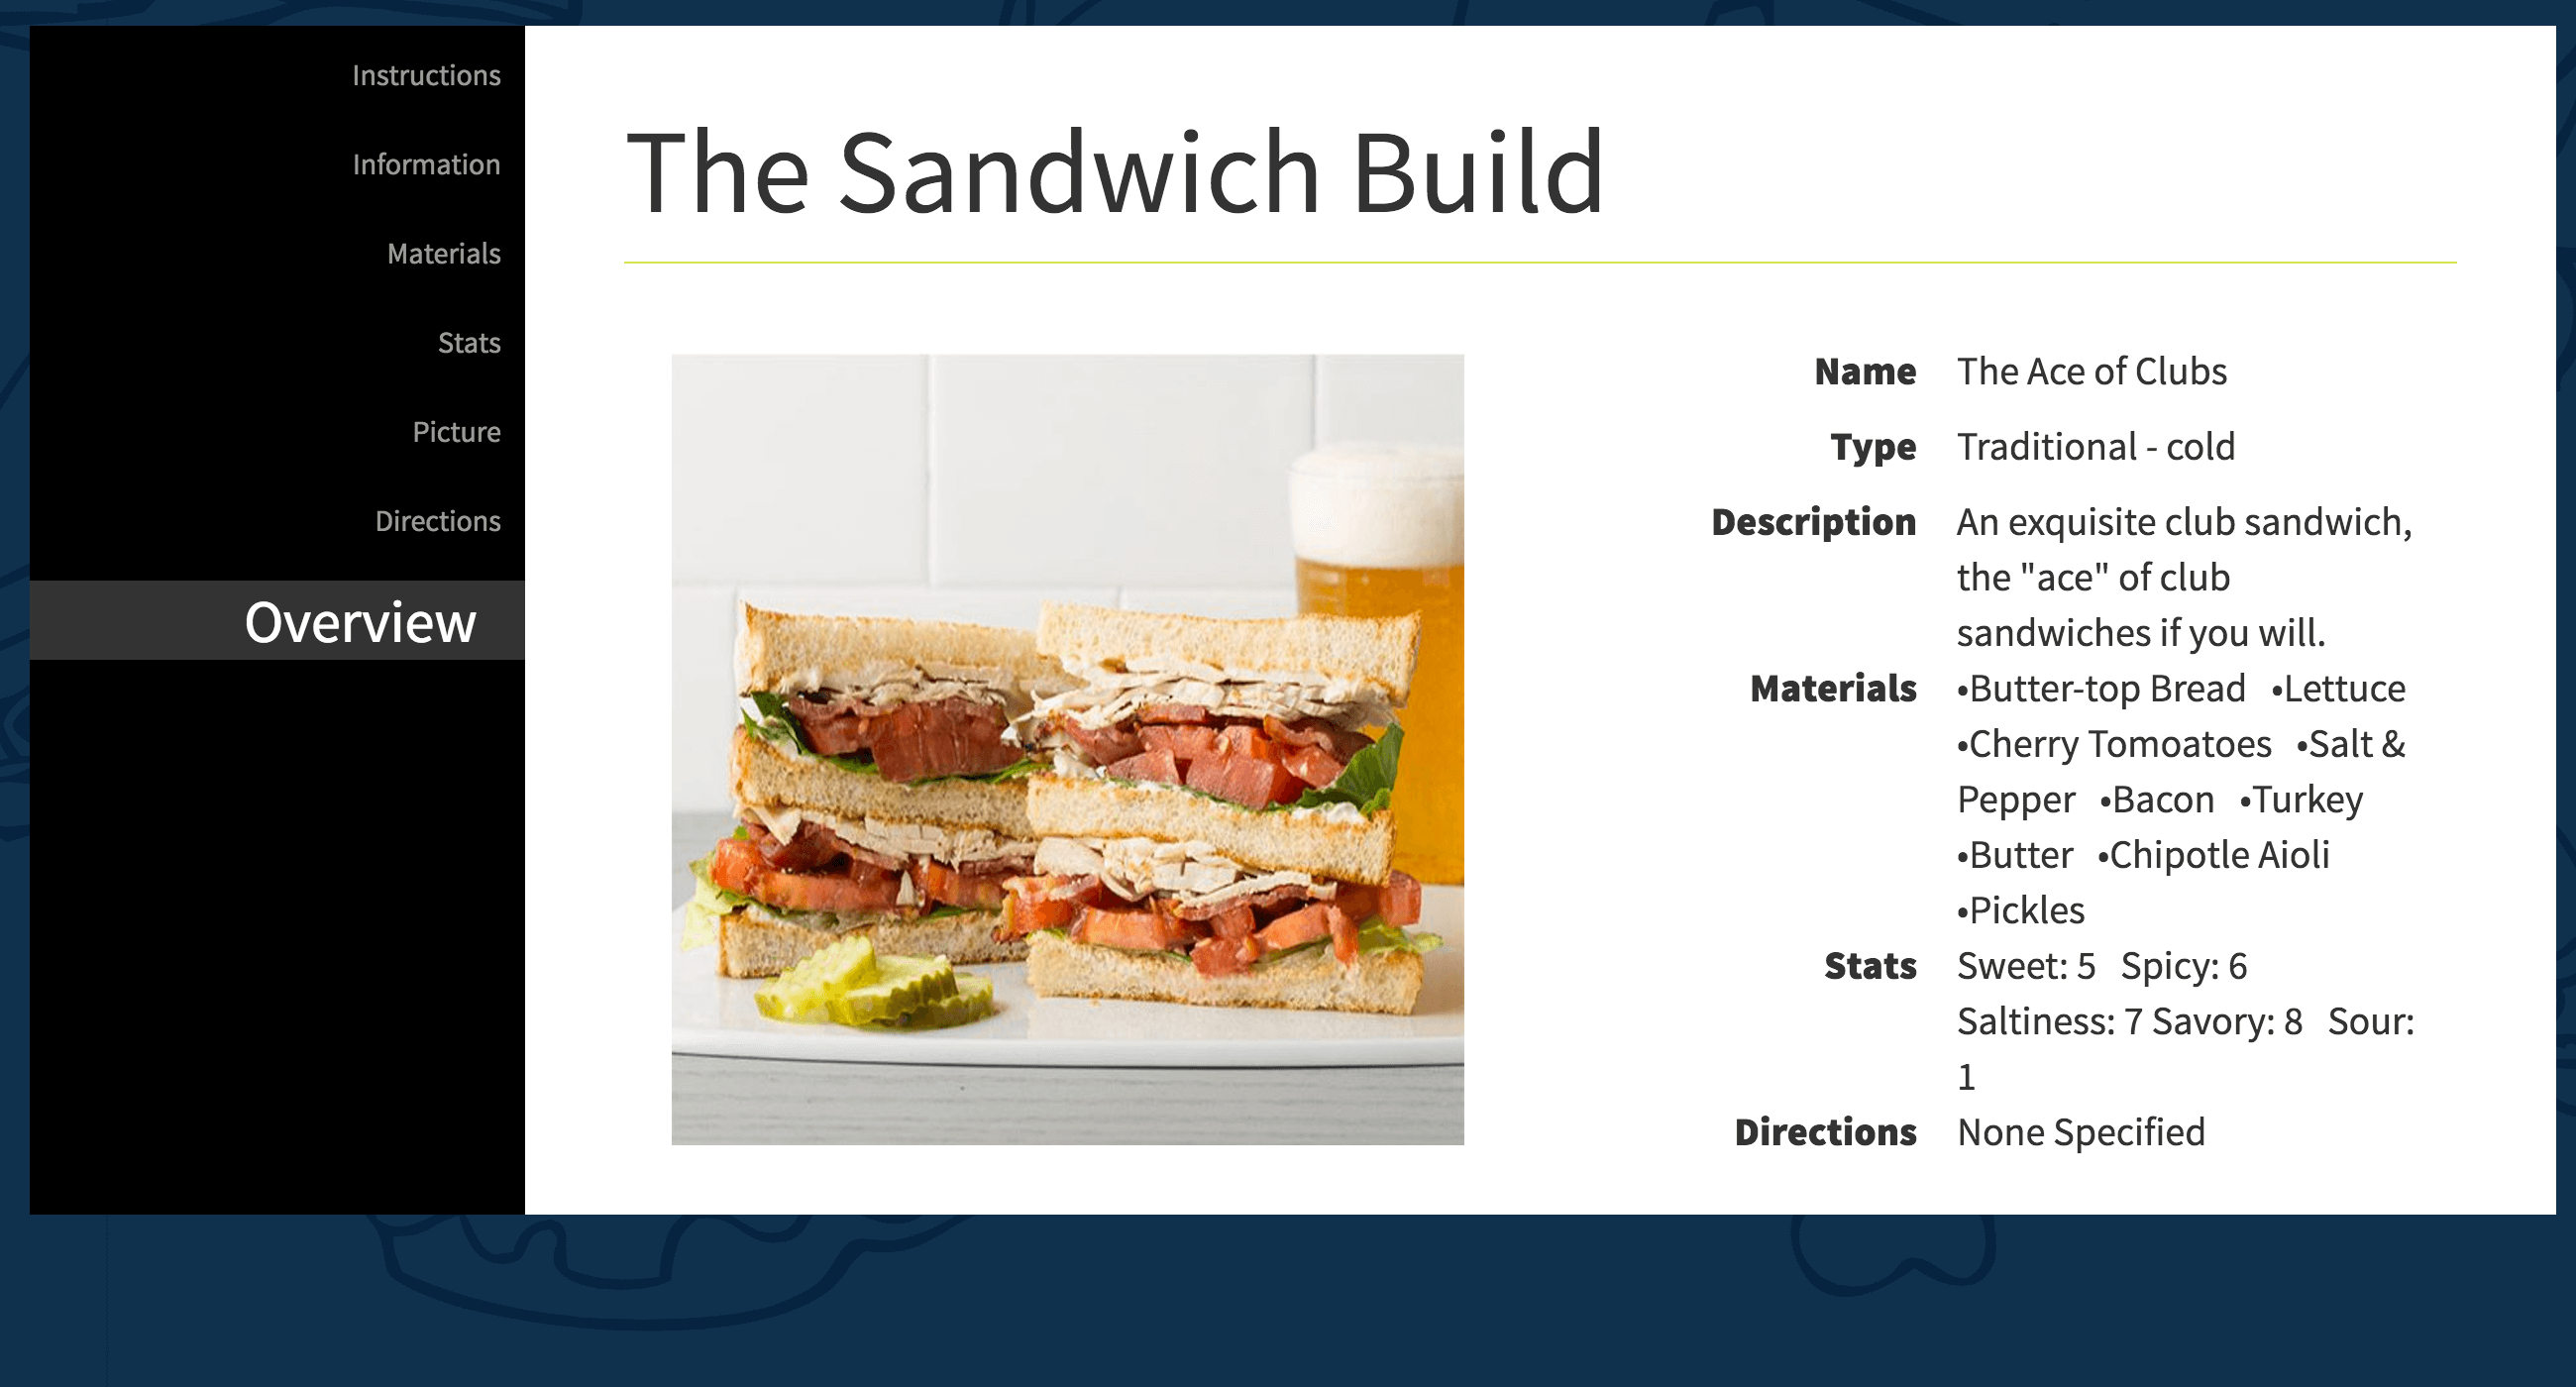 Instructions
Information
Materials
Stats
Picture
Directions
Overview
The Sandwich Build
Name The Ace of Clubs
Type Traditional - cold
Description An exquisite club sandwich,
the "ace" of club
sandwiches if you will.
Materials •Butter-top Bread •Lettuce
•Cherry Tomoatoes •Salt &
Pepper •Bacon •Turkey
•Butter •Chipotle Aioli
•Pickles
Stats Sweet: 5 Spicy: 6
Saltiness: 7 Savory: 8 Sour:
1
Directions None Specified